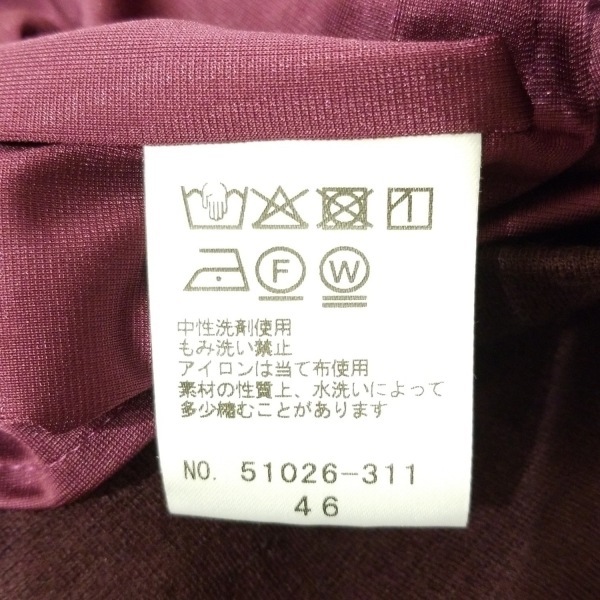 F W
中性洗剤使用
もみ洗い禁止
アイロンは当て布使用
素材の性質上、水洗いによって
多少縮むことがあります
NO. 51026-311
46